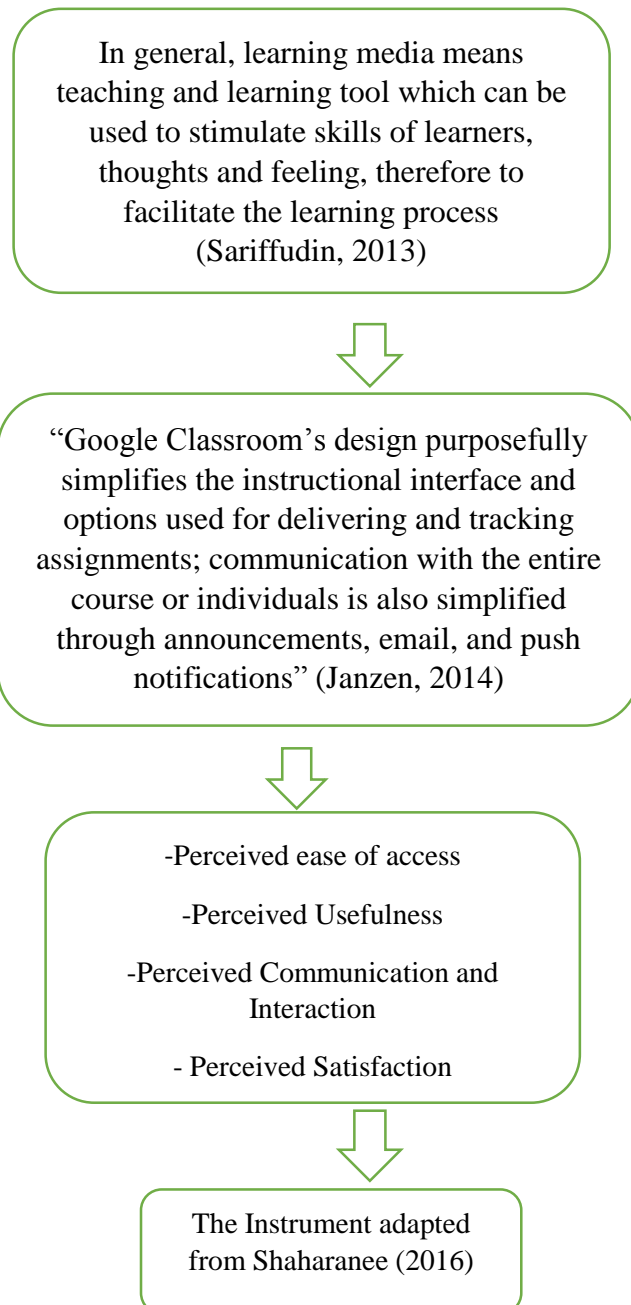 In general, learning media means
teaching and learning tool which can be
used to stimulate skills of learners,
thoughts and feeling, therefore to
facilitate the learning process
(Sariffudin, 2013)
“Google Classroom’s design purposefully
simplifies the instructional interface and
options used for delivering and tracking
assignments; communication with the entire
course or individuals is also simplified
through announcements, email, and push
notifications” (Janzen, 2014)
-Perceived ease of access
-Perceived Usefulness
-Perceived Communication and
Interaction
- Perceived Satisfaction
The Instrument adapted
from Shaharanee (2016)